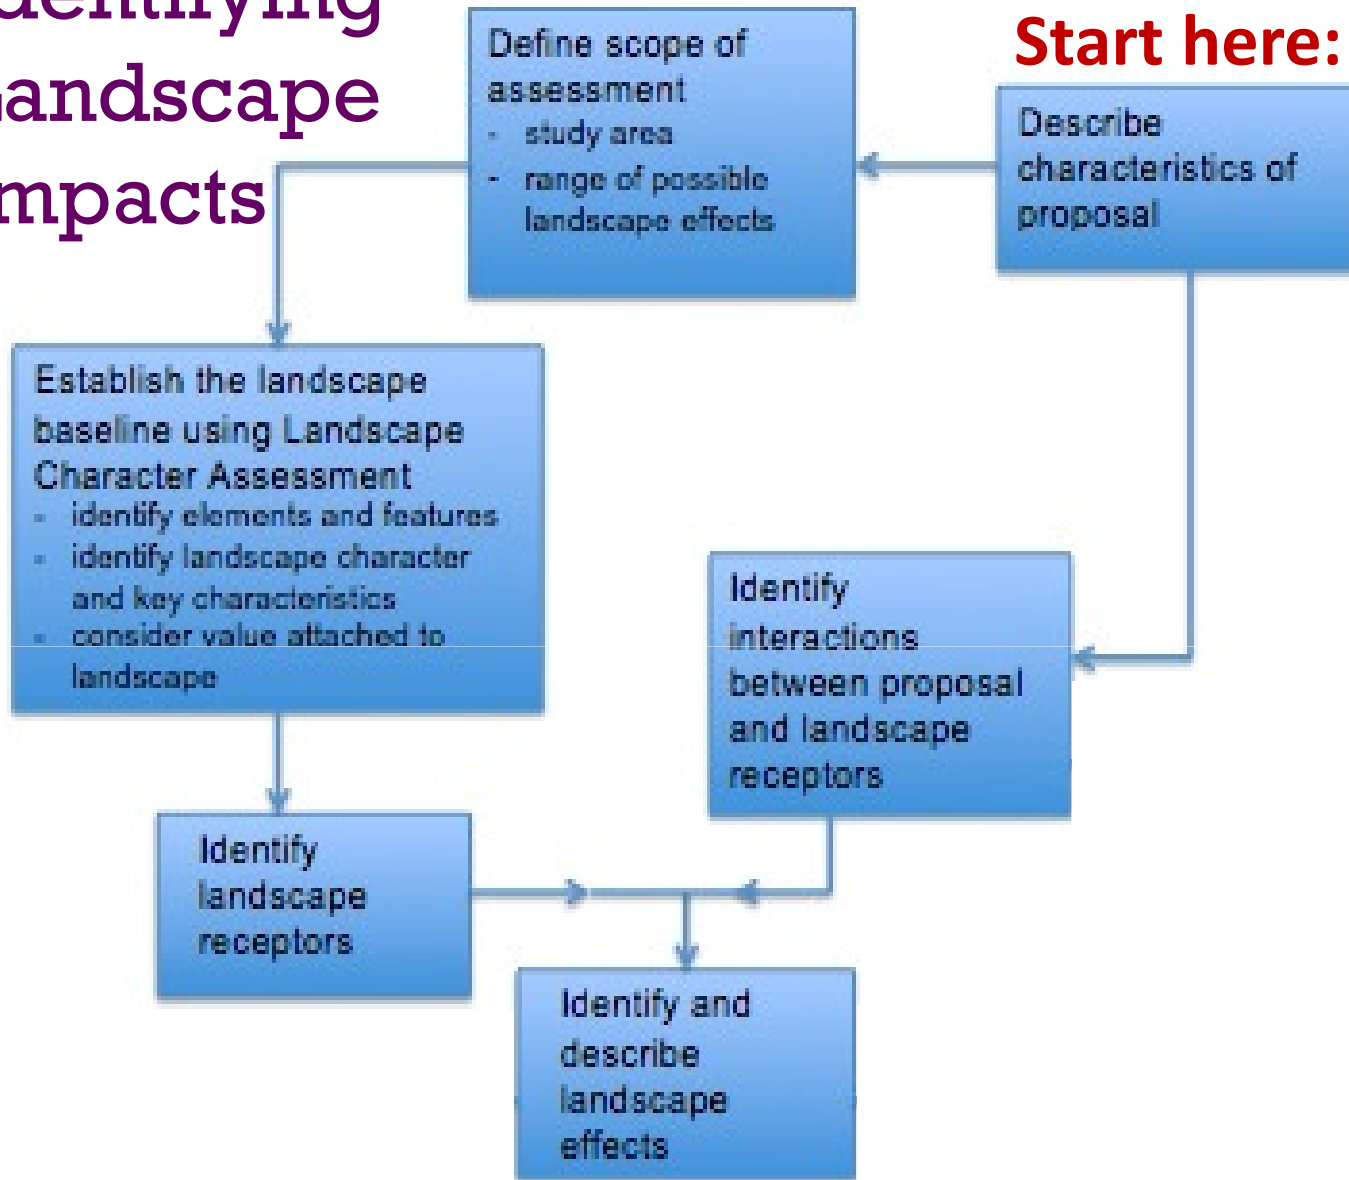 dentifying
Landscape
mpacts
Start here:
Describe
characteristics of
proposal
Define scope of
assessment
- study area
- range of possible
landscape effects
Establish the landscape
baseline using Landscape
Character Assessment
- identify elements and features
- identify landscape character
and key characteristics
- consider value attached to
landscape
Identify
interactions
between proposal
and landscape
receptors
Identify
landscape
receptors
Identify and
describe
landscape
effects